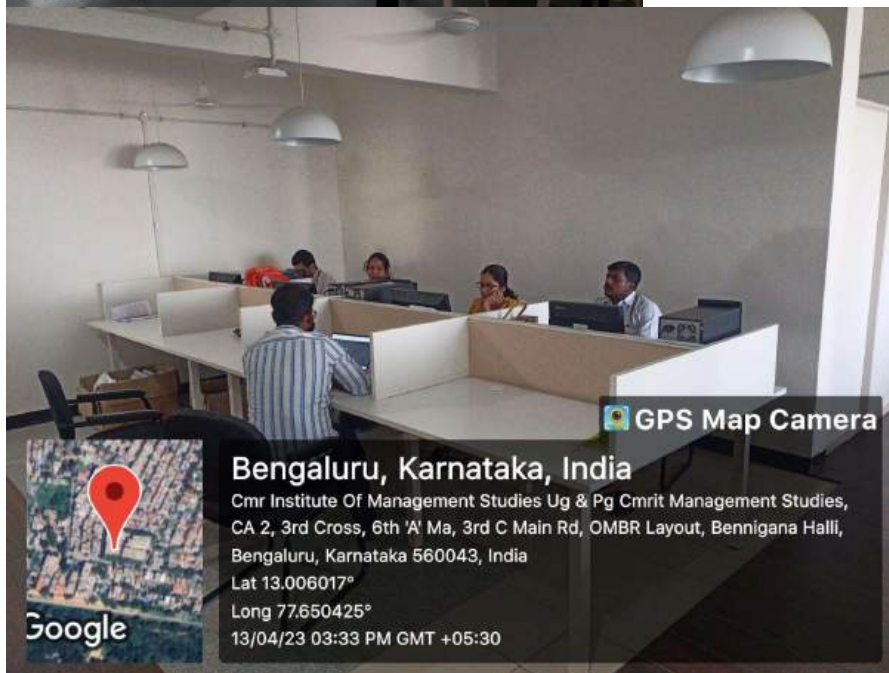 GPS Map Camera
Bengaluru, Karnataka, India
Cmr Institute Of Management Studies Ug & Pg Cmrit Management Studies,
CA 2, 3rd Cross, 6th 'A' Ma, 3rd C Main Rd, OMBR Layout, Bennigana Halli,
Bengaluru, Karnataka 560043, India
Lat 13.006017°
Long 77.650425°
13/04/23 03:33 PM GMT +05:30
Google